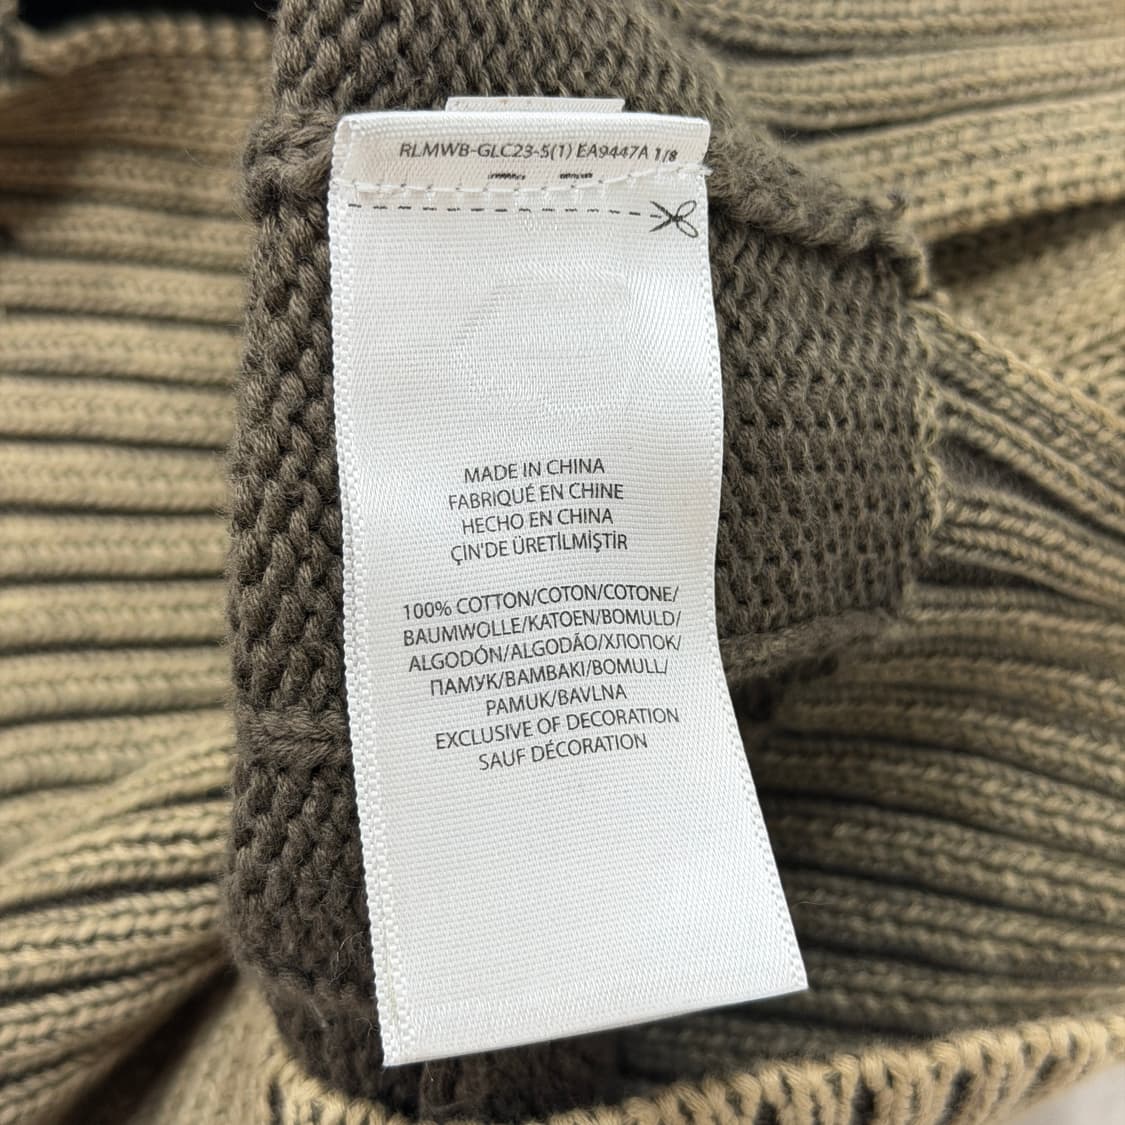 RLMWB-GLC23-5(1) EA9447A 1/8
MADE IN CHINA
FABRIQUÉ EN CHINE
HECHO EN CHINA
ÇİN'DE ÜRETİLMİŞTİR
100% COTTON/COTON/COTONE/
BAUMWOLLE/KATOEN/BOMULD/
ALGODÓN/ALGODÃO/ХЛОПОК/
ПАМУК/BAMBAKI/BOMULL/
PAMUK/BAVLNA
EXCLUSIVE OF DECORATION
SAUF DÉCORATION